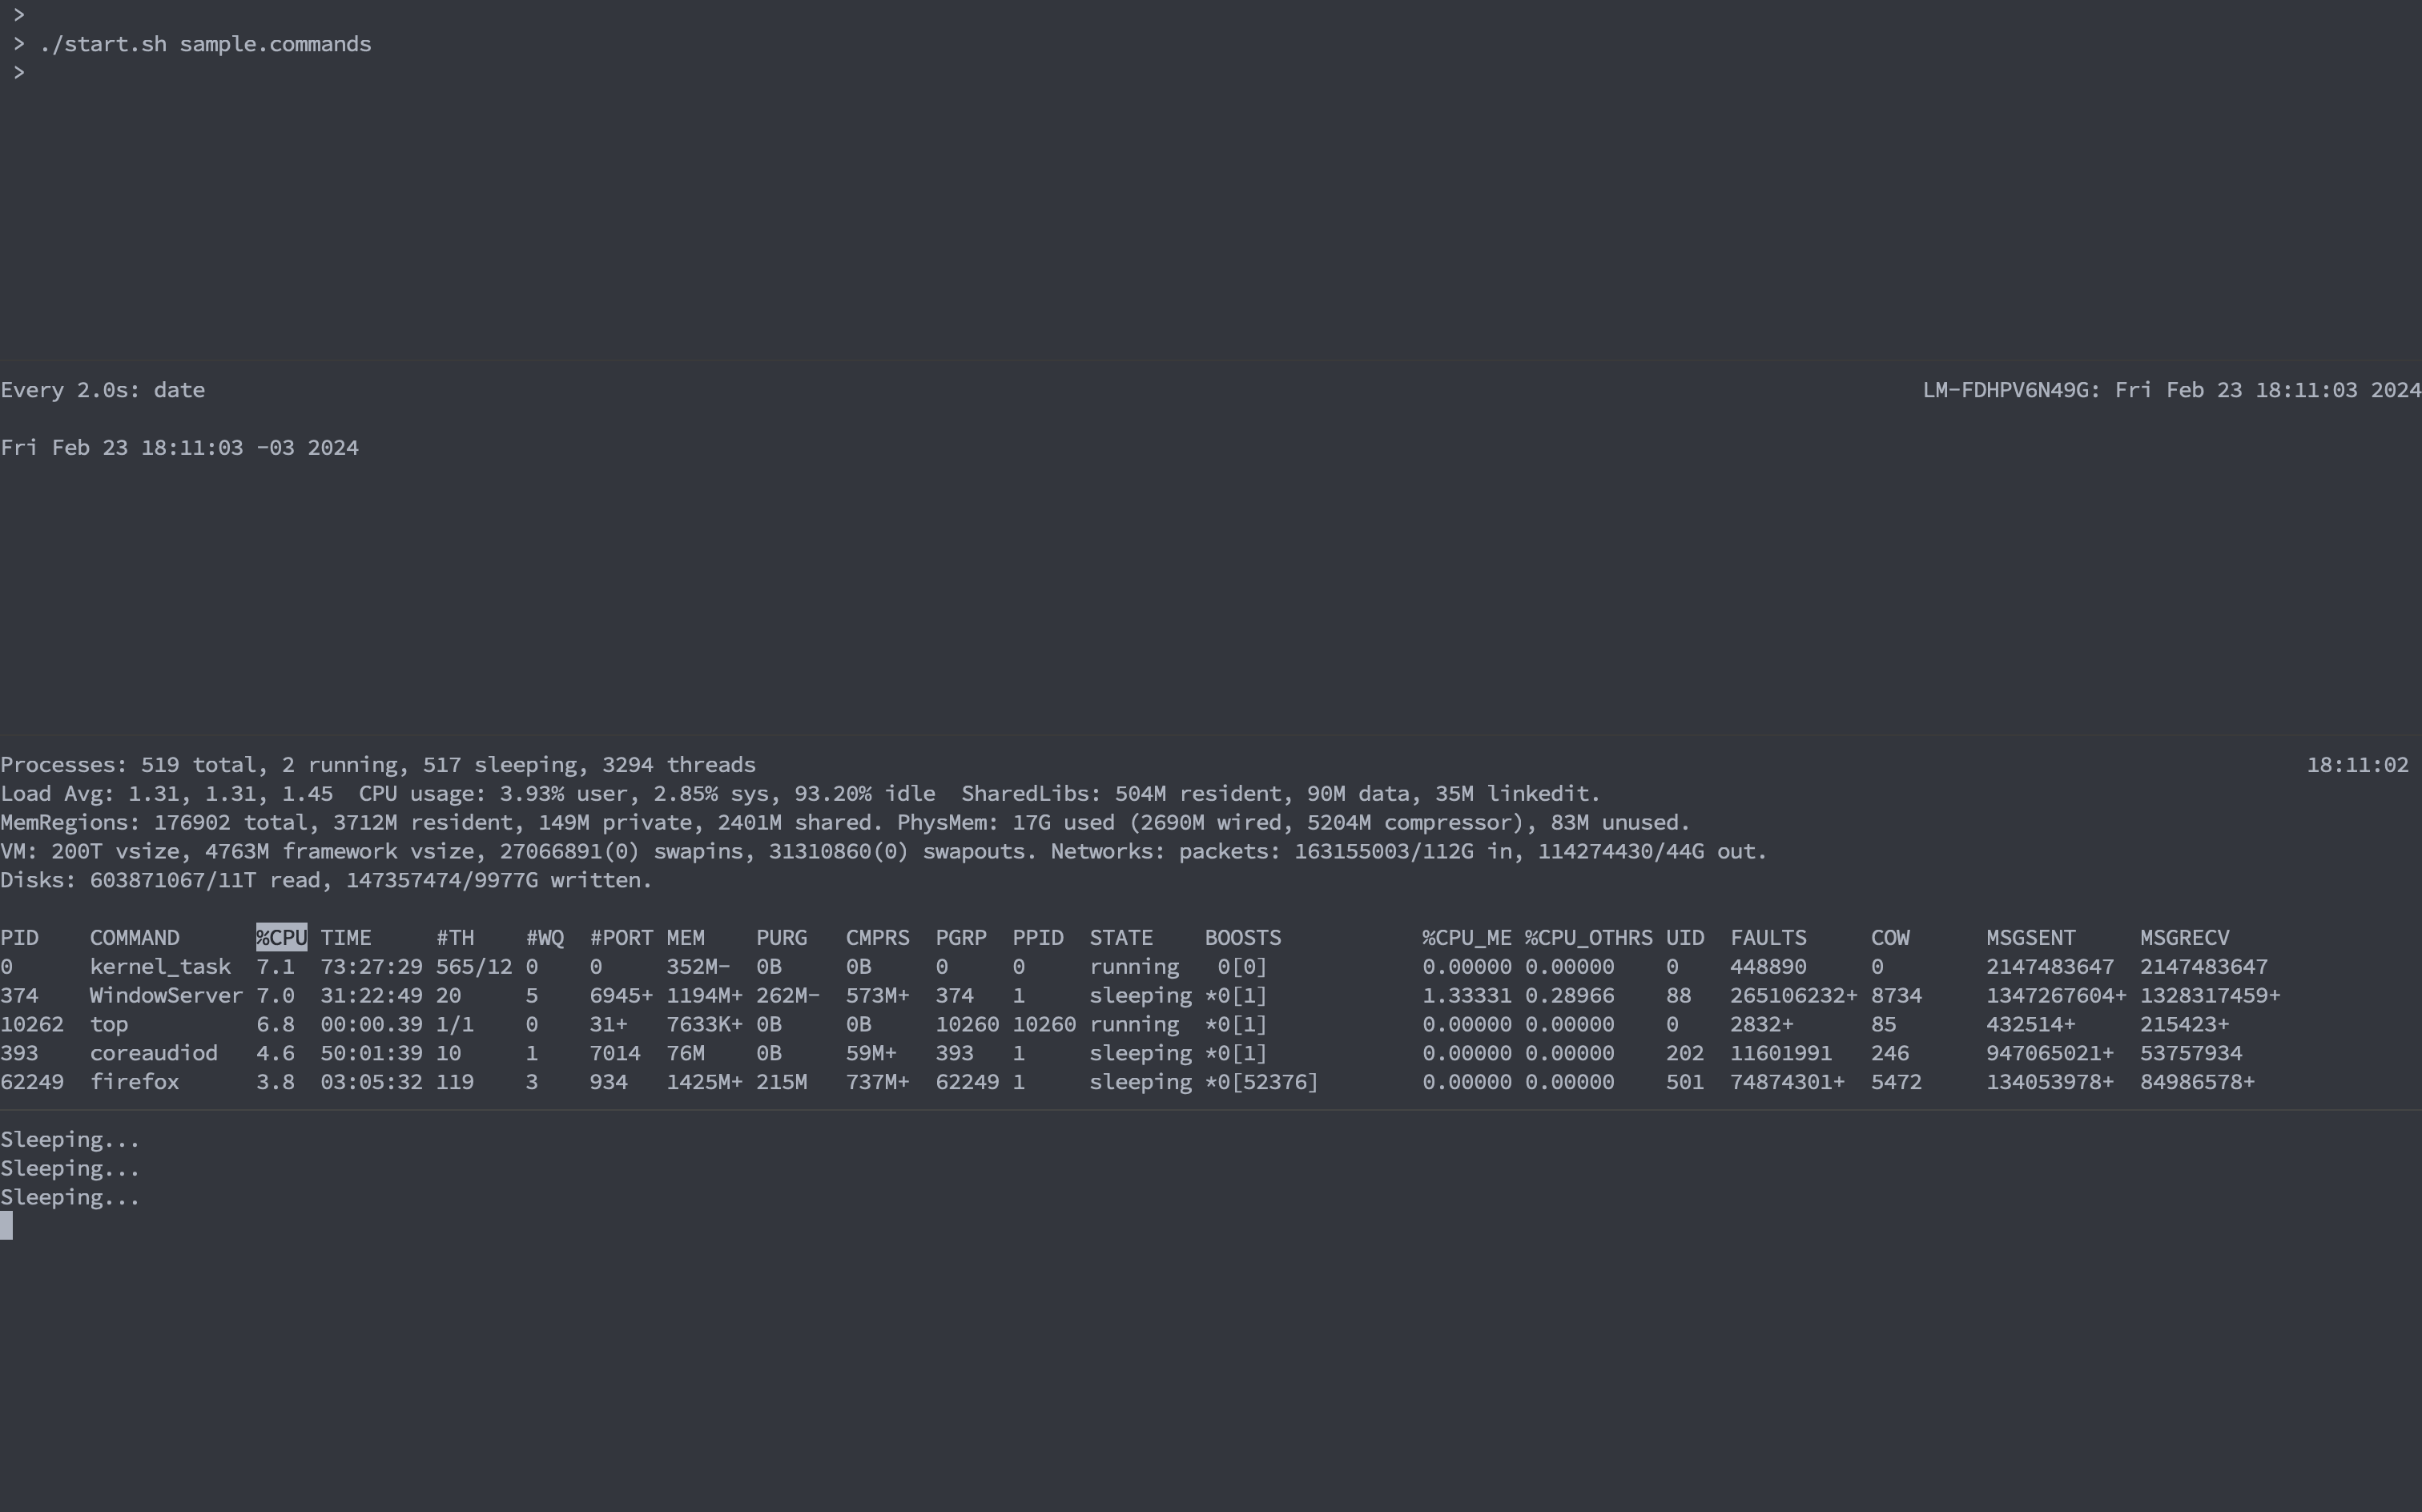 >
> ./start.sh sample.commands
>
Every 2.0s: date LM-FDHPV6N49G: Fri Feb 23 18:11:03 2024
Fri Feb 23 18:11:03 -03 2024
Processes: 519 total, 2 running, 517 sleeping, 3294 threads 18:11:02
Load Avg: 1.31, 1.31, 1.45  CPU usage: 3.93% user, 2.85% sys, 93.20% idle  SharedLibs: 504M resident, 90M data, 35M linkedit.
MemRegions: 176902 total, 3712M resident, 149M private, 2401M shared. PhysMem: 17G used (2690M wired, 5204M compressor), 83M unused.
VM: 200T vsize, 4763M framework vsize, 27066891(0) swapins, 31310860(0) swapouts. Networks: packets: 163155003/112G in, 114274430/44G out.
Disks: 603871067/11T read, 147357474/9977G written.
PID COMMAND %CPU TIME #TH #WQ #PORT MEM PURG CMPRS PGRP PPID STATE BOOSTS %CPU_ME %CPU_OTHRS UID FAULTS COW MSGSENT MSGRECV
0 kernel_task 7.1 73:27:29 565/12 0 0 352M- 0B 0B 0 0 running 0[0] 0.00000 0.00000 0 448890 0 2147483647 2147483647
374 WindowServer 7.0 31:22:49 20 5 6945+ 1194M+ 262M- 573M+ 374 1 sleeping *0[1] 1.33331 0.28966 88 265106232+ 8734 1347267604+ 1328317459+
10262 top 6.8 00:00.39 1/1 0 31+ 7633K+ 0B 0B 10260 10260 running *0[1] 0.00000 0.00000 0 2832+ 85 432514+ 215423+
393 coreaudiod 4.6 50:01:39 10 1 7014 76M 0B 59M+ 393 1 sleeping *0[1] 0.00000 0.00000 202 11601991 246 947065021+ 53757934
62249 firefox 3.8 03:05:32 119 3 934 1425M+ 215M 737M+ 62249 1 sleeping *0[52376] 0.00000 0.00000 501 74874301+ 5472 134053978+ 84986578+
Sleeping...
Sleeping...
Sleeping...